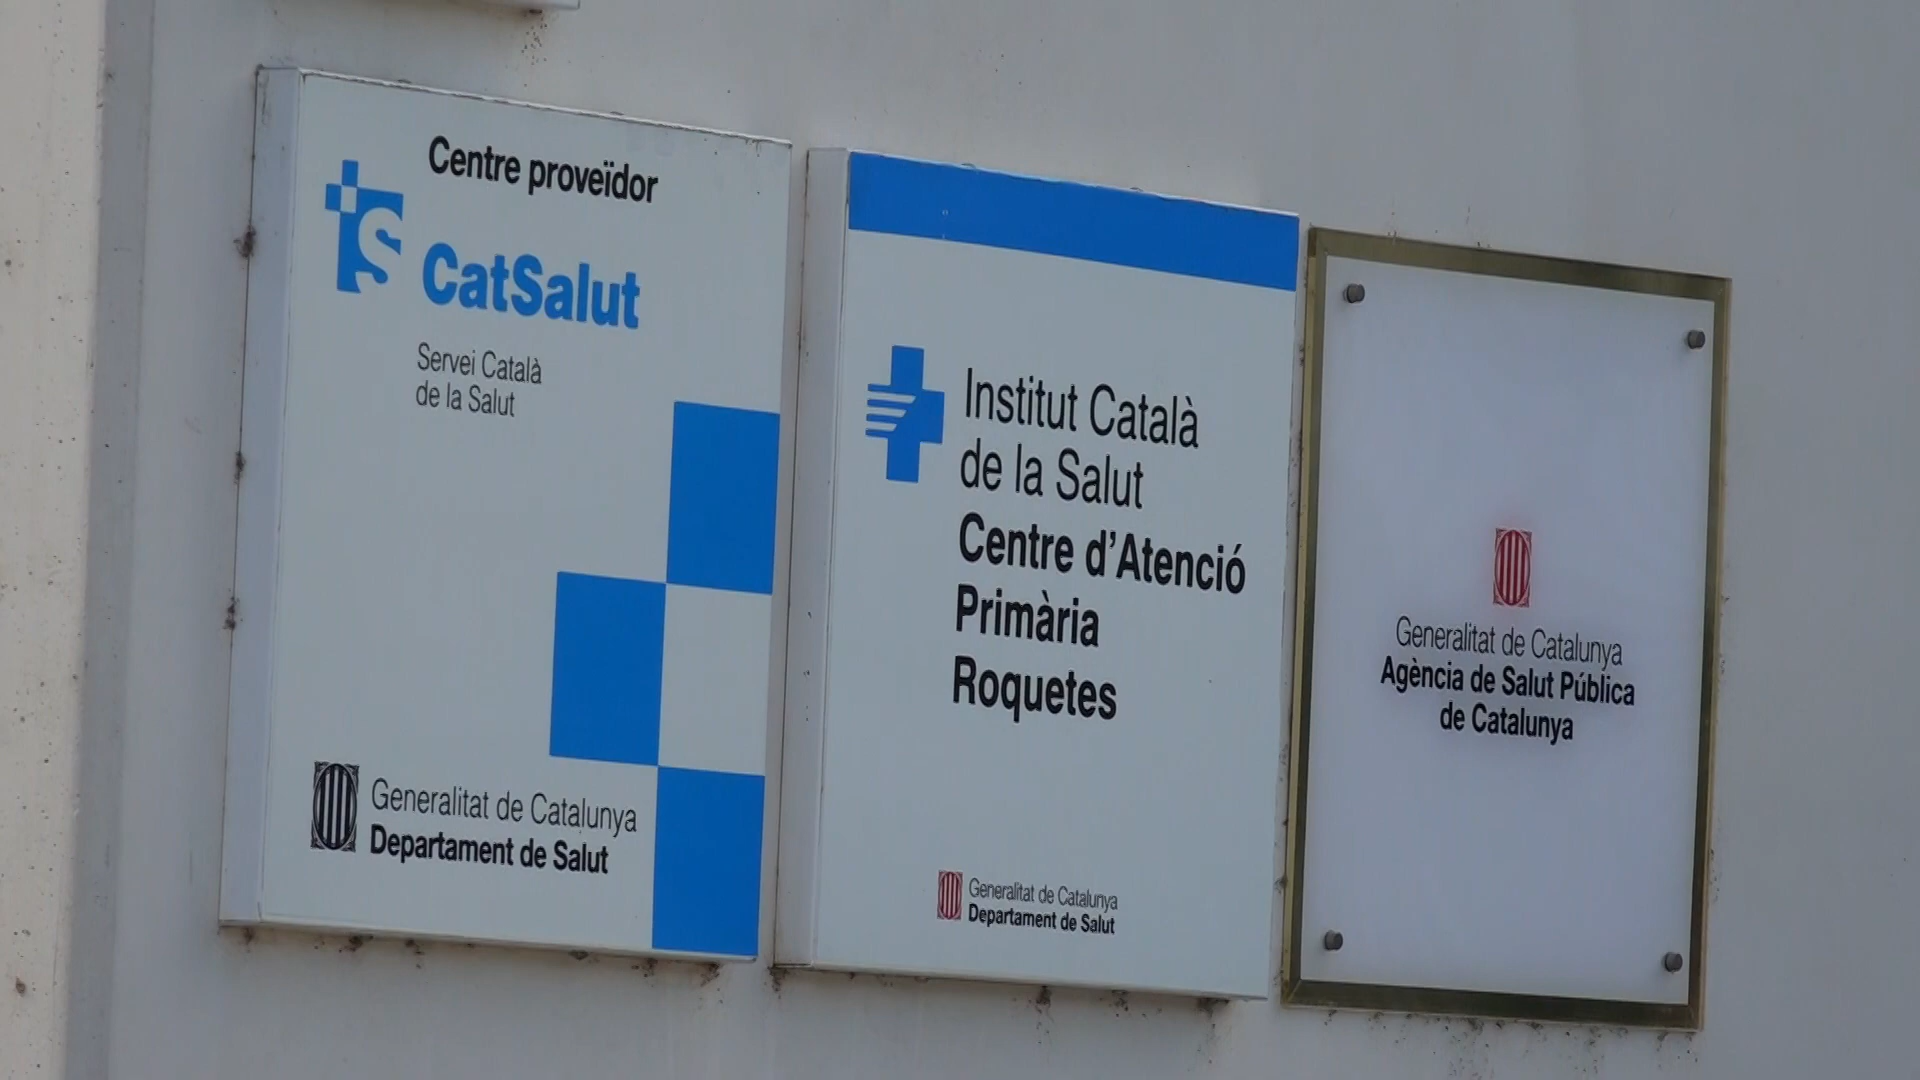 Centre proveïdor
CatSalut
Servei Català
de la Salut
Generalitat de Catalunya
Departament de Salut
Institut Català
de la Salut
Centre d'Atenció
Primària
Roquetes
Generalitat de Catalunya
Departament de Salut
Generalitat de Catalunya
Agència de Salut Pública
de Catalunya